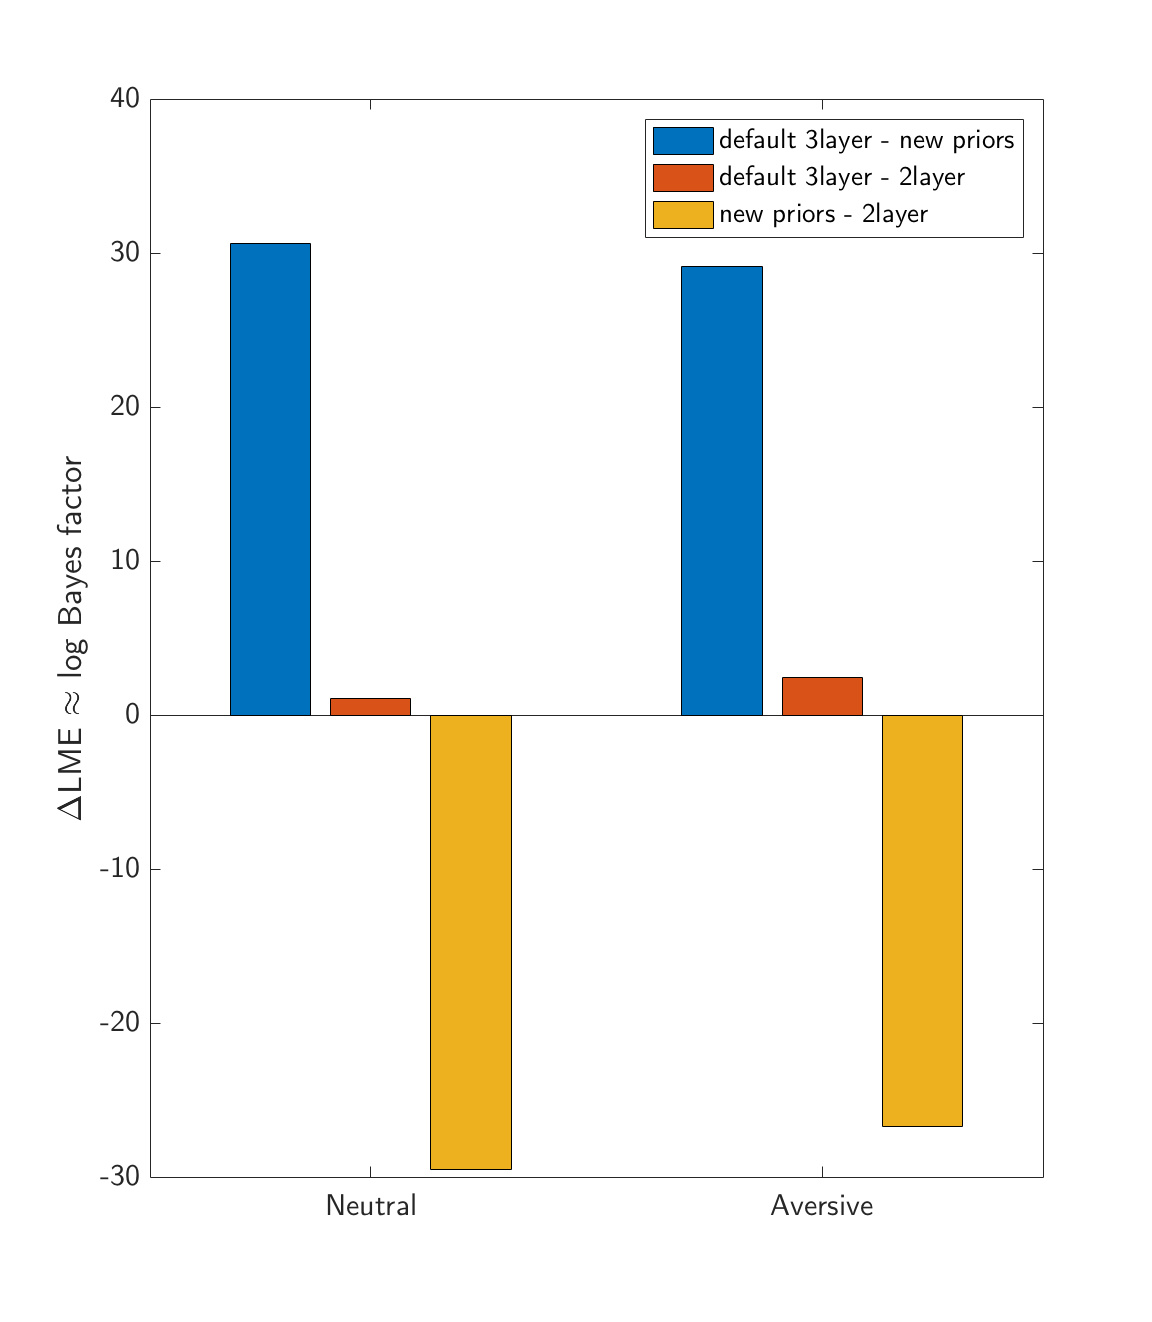 40
30
20
10
0
-10
-20
-30
ΔLME ≈ log Bayes factor
default 3layer - new priors
default 3layer - 2layer
new priors - 2layer
Neutral Aversive